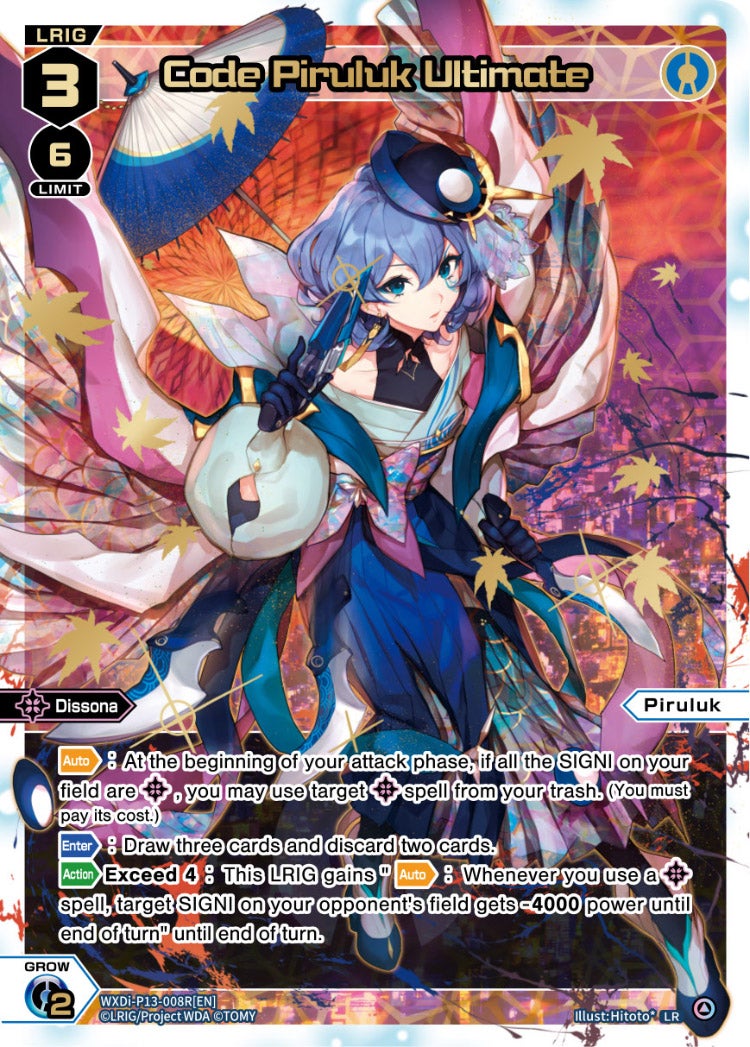 LRIG
3
Code Piruluk Ultimate
6
LIMIT
Dissona
Piruluk
Auto : At the beginning of your attack phase, if all the SIGNI on your
field are , you may use target spell from your trash. (You must
pay its cost.)
Enter : Draw three cards and discard two cards.
Action Exceed 4 : This LRIG gains " Auto : Whenever you use a
spell, target SIGNI on your opponent's field gets -4000 power until
end of turn" until end of turn.
GROW
2
WXDi-P13-008R[EN]
©LRIG/Project WDA ©TOMY
Illust:Hitoto* LR